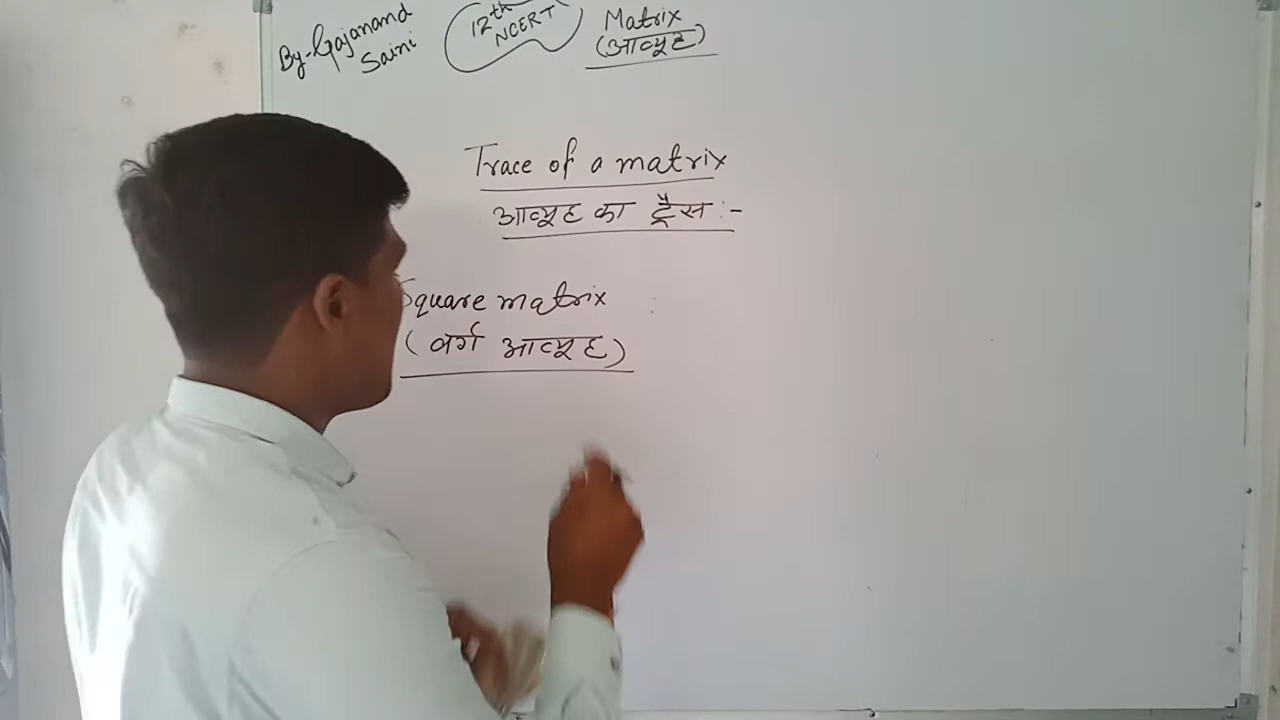 By-Gajanand
Saini
12th
NCERT
Matrix
(आव्यूह)
Trace of a matrix
आव्यूह का ट्रैस :-
Square matrix :
(वर्ग आव्यूह)